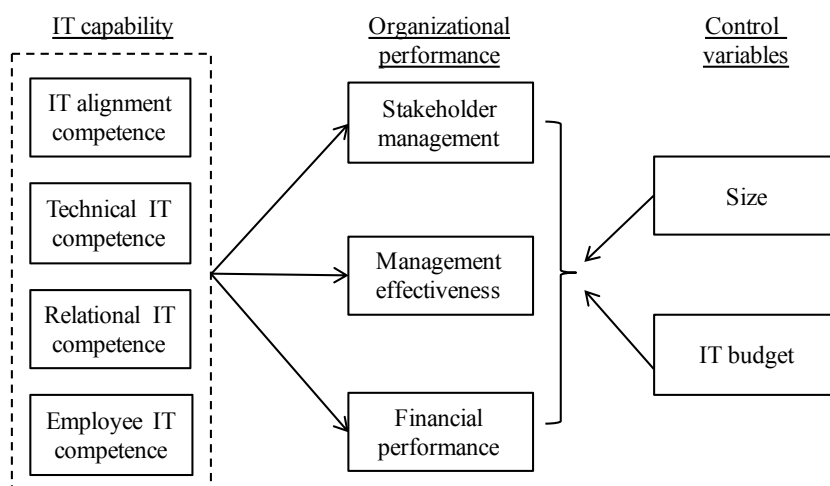 IT capability
IT alignment
competence
Technical IT
competence
Relational IT
competence
Employee IT
competence
Organizational
performance
Stakeholder
management
Management
effectiveness
Financial
performance
Control
variables
Size
IT budget